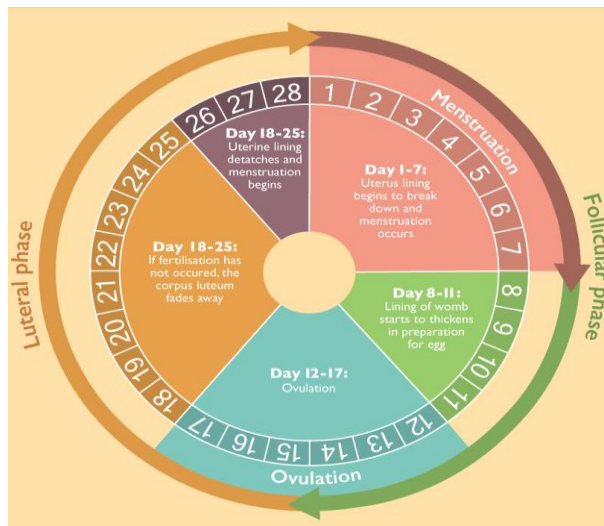 Menstruation
Follicular phase
Ovulation
Luteral phase
1
2
3
4
5
6
7
8
9
10
11
12
13
14
15
16
17
18
19
20
21
22
23
24
25
26
27
28
Day 1-7:
Uterus lining
begins to break
down and
menstruation
occurs
Day 8-11:
Lining of womb
starts to thickens
in preparation
for egg
Day 12-17:
Ovulation
Day 18-25:
If fertilisation has
not occured, the
corpus luteum
fades away
Day 18-25:
Uterine lining
detatches and
menstruation
begins